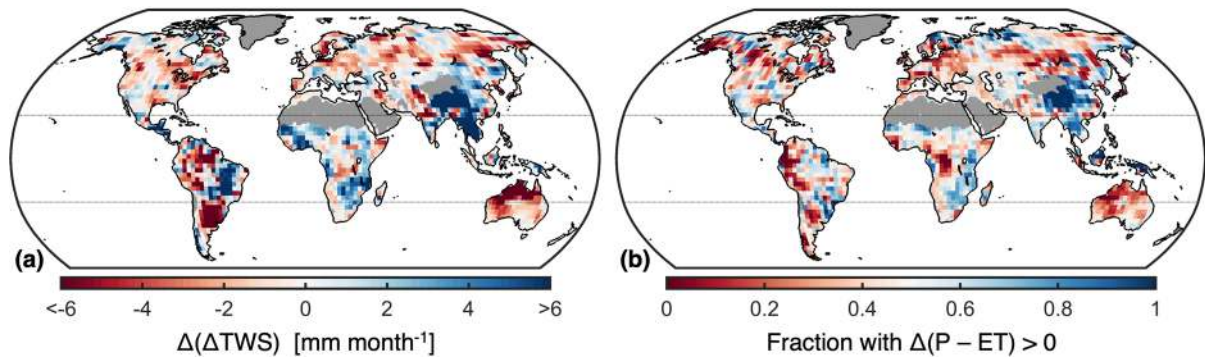 (a)
<-6 -4 -2 0 2 4 >6
Δ(ΔTWS) [mm month⁻¹]
(b)
0 0.2 0.4 0.6 0.8 1
Fraction with Δ(P – ET) > 0